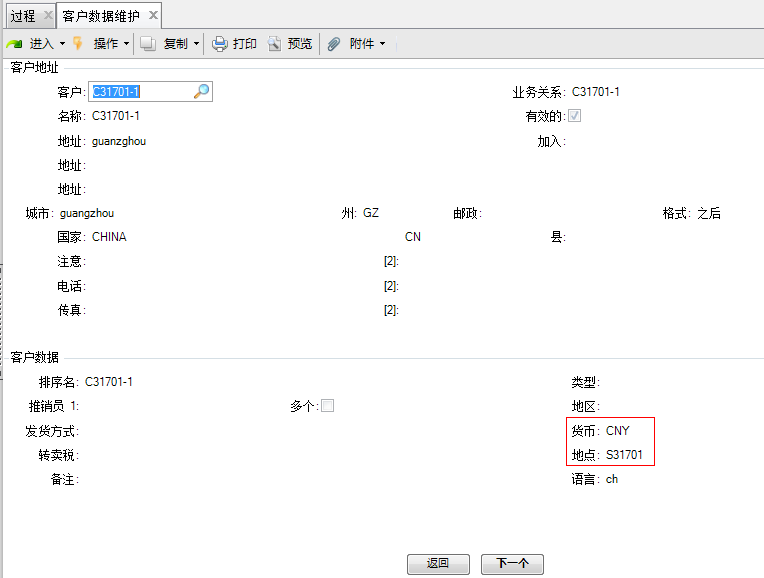 过程 客户数据维护
进入 操作 复制 打印 预览 附件
客户地址
客户: C31701-1 业务关系: C31701-1
名称: C31701-1 有效的:
地址: guanzghou 加入:
地址:
地址:
城市: guangzhou 州: GZ 邮政: 格式: 之后
国家: CHINA CN 县:
注意: [2]:
电话: [2]:
传真: [2]:
客户数据
排序名: C31701-1 类型:
推销员 1: 多个: 地区:
发货方式: 货币: CNY
转卖税: 地点: S31701
备注: 语言: ch
返回 下一个